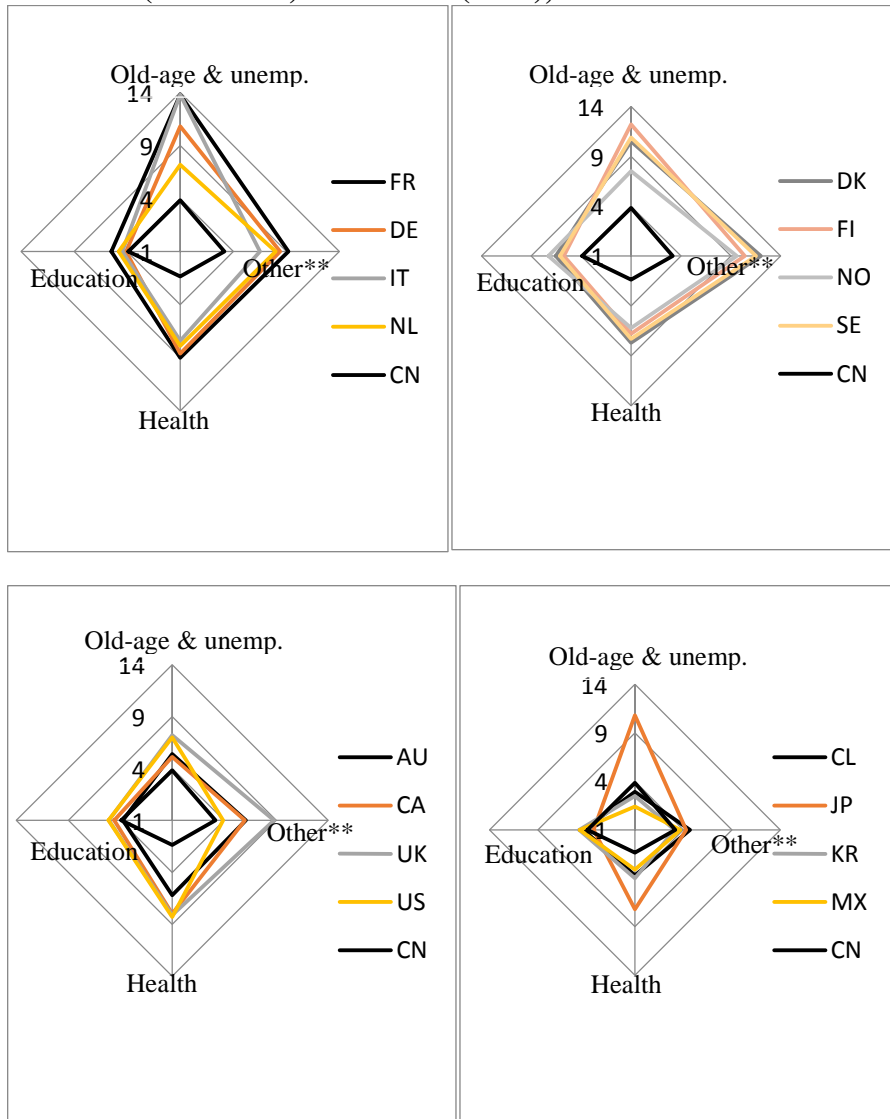 Old-age & unemp.
14
9
4
-1
Education
Other**
Health
FR
DE
IT
NL
CN
Old-age & unemp.
14
9
4
-1
Education
Other**
Health
DK
FI
NO
SE
CN
Old-age & unemp.
14
9
4
-1
Education
Other**
Health
AU
CA
UK
US
CN
Old-age & unemp.
14
9
4
-1
Education
Other**
Health
CL
JP
KR
MX
CN